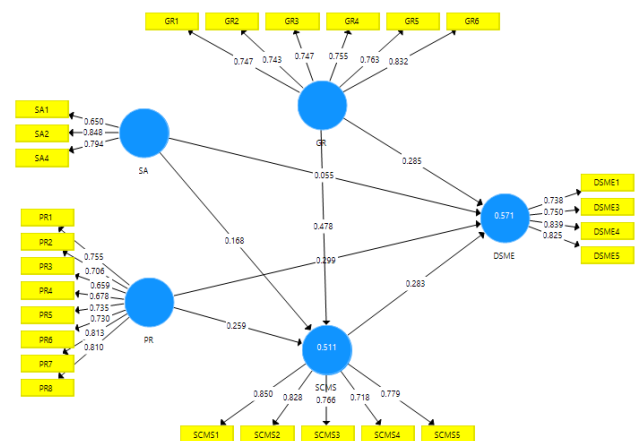 GR1 GR2 GR3 GR4 GR5 GR6
0.747 0.743 0.747 0.755 0.763 0.832
GR
SA1
SA2
SA4
0.650
0.848
0.794
SA
0.055
0.285
0.478
0.168
0.299
0.259
0.283
DSME1
DSME3
DSME4
DSME5
0.738
0.750
0.839
0.825
0.571
DSME
PR1
PR2
PR3
PR4
PR5
PR6
PR7
PR8
0.755
0.706
0.659
0.678
0.735
0.730
0.813
0.810
PR
0.511
SCMS
0.850 0.828 0.766 0.718 0.779
SCMS1 SCMS2 SCMS3 SCMS4 SCMS5